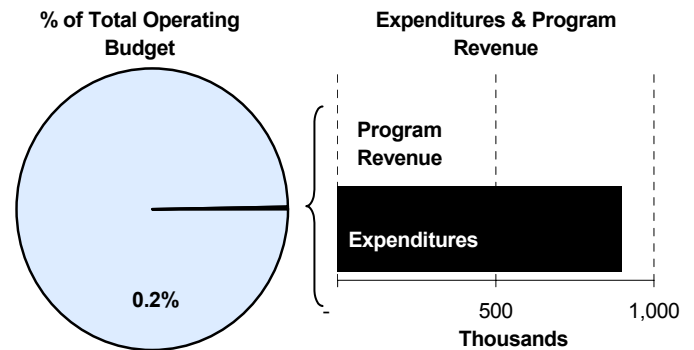 % of Total Operating
Budget
Expenditures & Program
Revenue
Program
Revenue
Expenditures
0.2%
-
500
1,000
Thousands